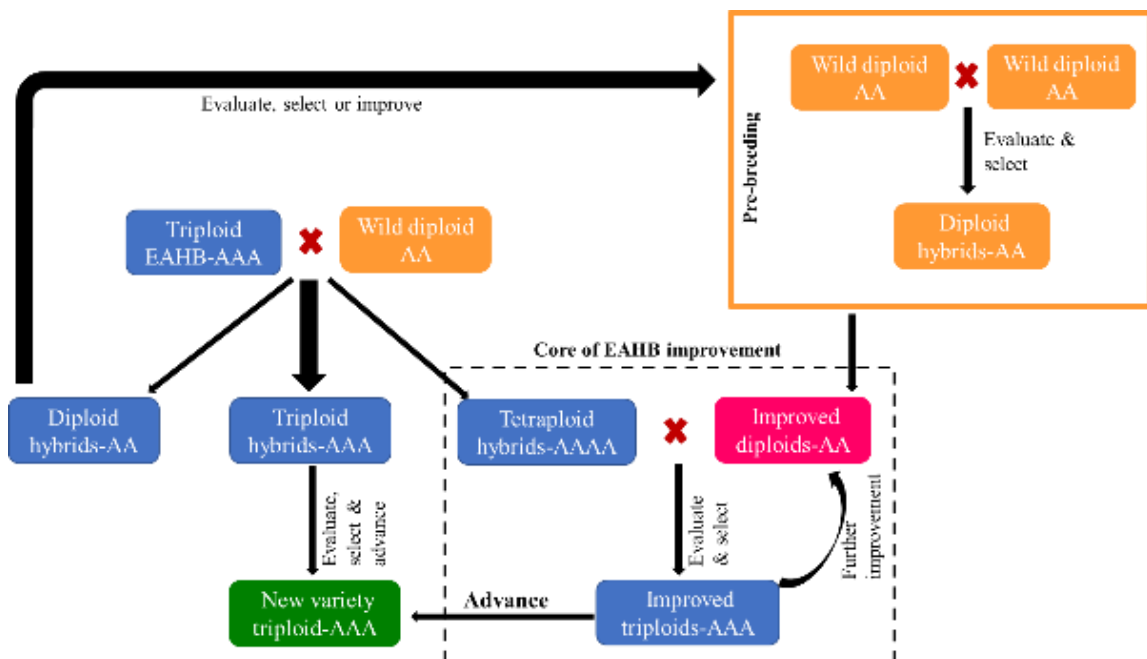 Wild diploid
AA
Wild diploid
AA
Evaluate, select or improve
Pre-breeding
Evaluate &
select
Triploid
EAHB-AAA
Wild diploid
AA
Diploid
hybrids-AA
Core of EAHB improvement
Diploid
hybrids-AA
Triploid
hybrids-AAA
Tetraploid
hybrids-AAAA
Improved
diploids-AA
Evaluate,
select &
advance
Evaluate
& select
Further
improvement
New variety
triploid-AAA
Advance
Improved
triploids-AAA